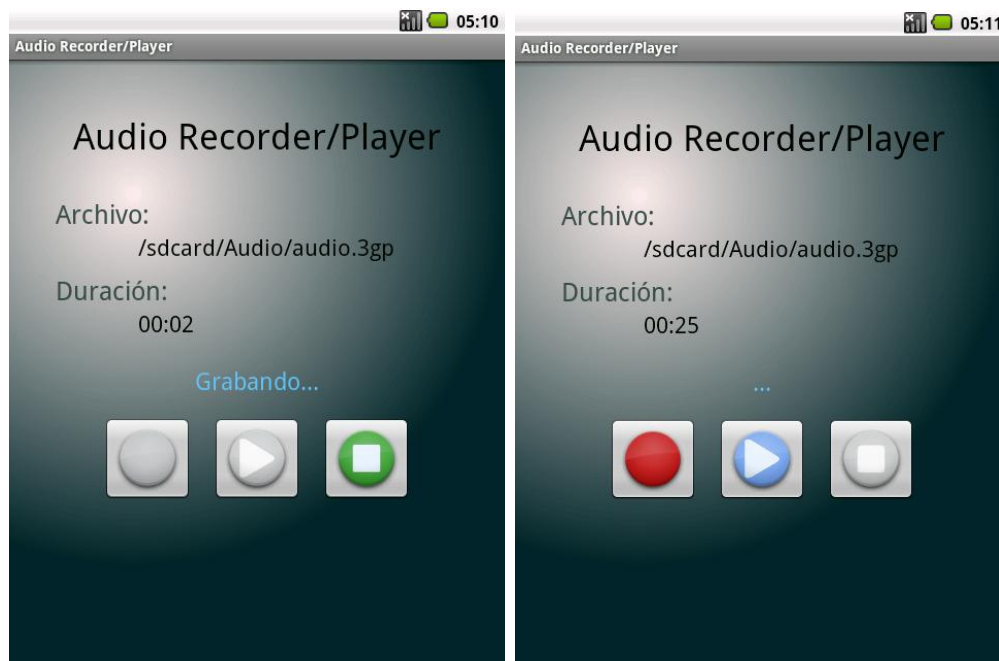 05:10
Audio Recorder/Player
Audio Recorder/Player
Archivo:
/sdcard/Audio/audio.3gp
Duración:
00:02
Grabando...
05:11
Audio Recorder/Player
Audio Recorder/Player
Archivo:
/sdcard/Audio/audio.3gp
Duración:
00:25
...